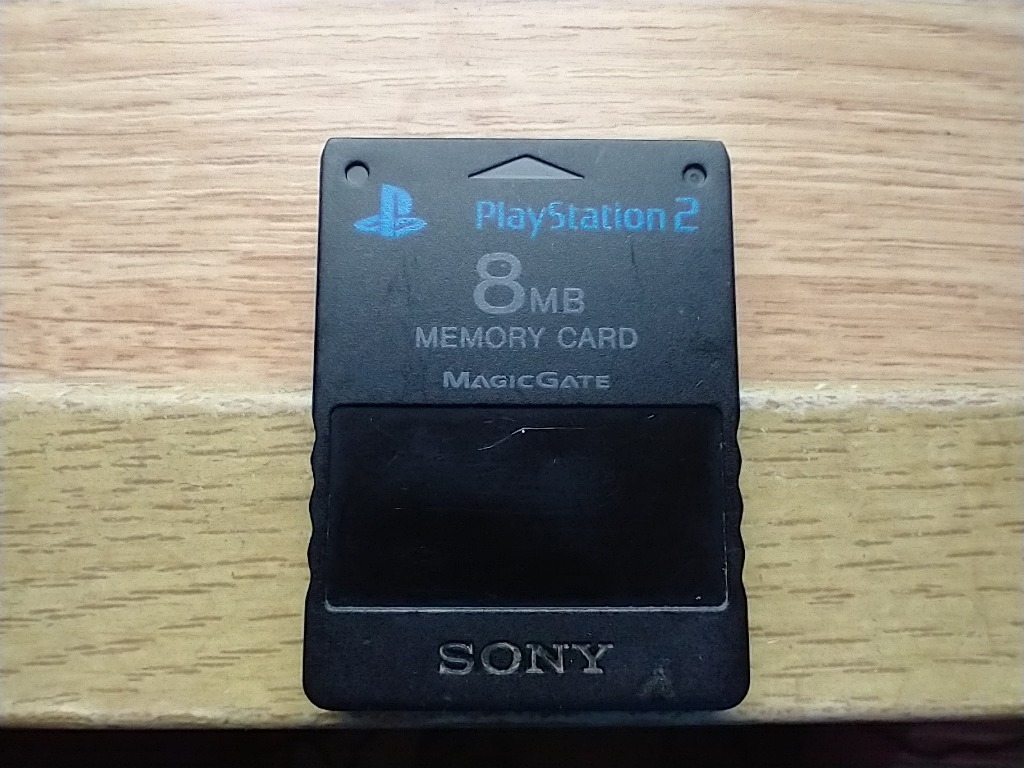 PlayStation 2
8MB
MEMORY CARD
MAGICGATE
SONY